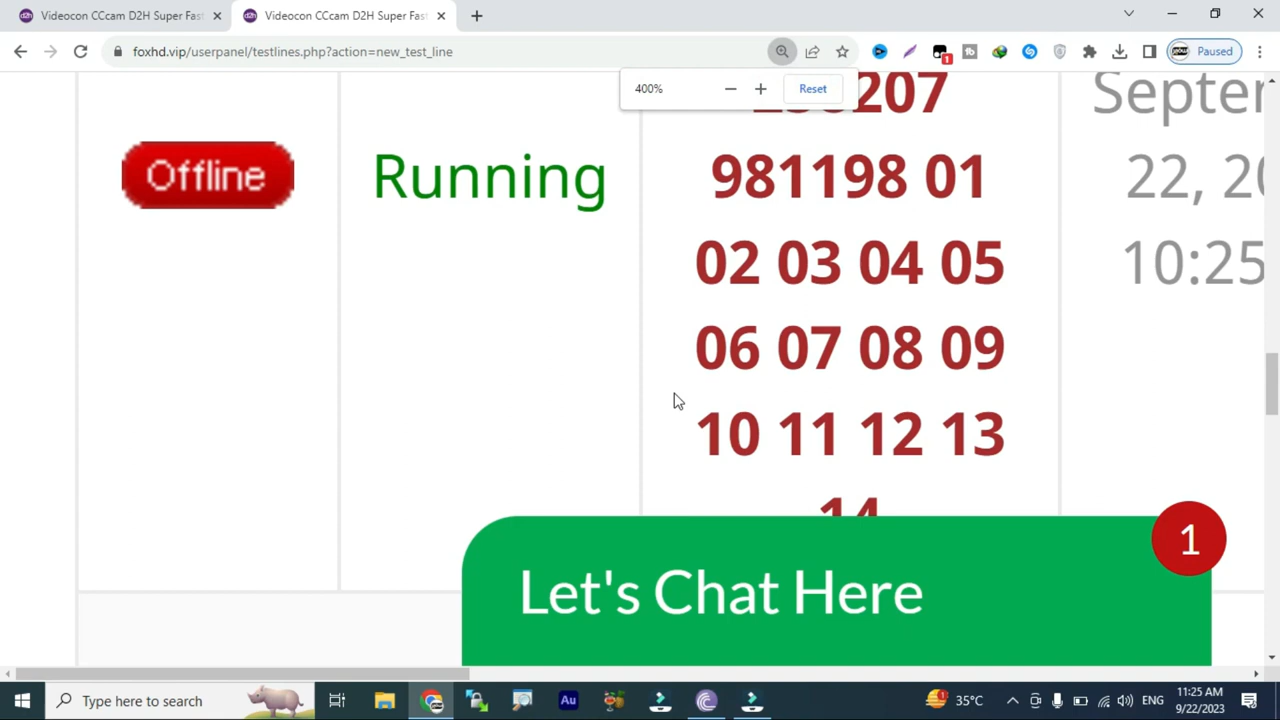 Videocon CCcam D2H Super Fast
Videocon CCcam D2H Super Fast
foxhd.vip/userpanel/testlines.php?action=new_test_line
Paused
400%
Reset
207
Offline
Running
981198 01
02 03 04 05
06 07 08 09
10 11 12 13
14
22, 20
10:25
Let's Chat Here
1
Type here to search
Au
35°C
ENG
11:25 AM
9/22/2023